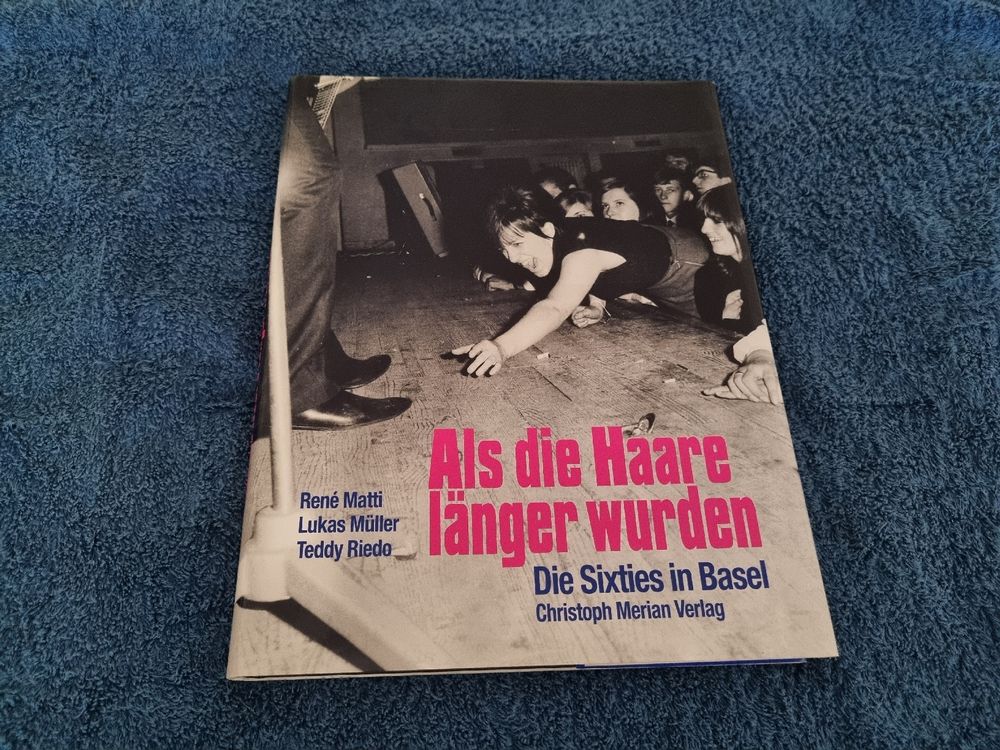 Als die Haare
länger wurden
René Matti
Lukas Müller
Teddy Riedo
Die Sixties in Basel
Christoph Merian Verlag